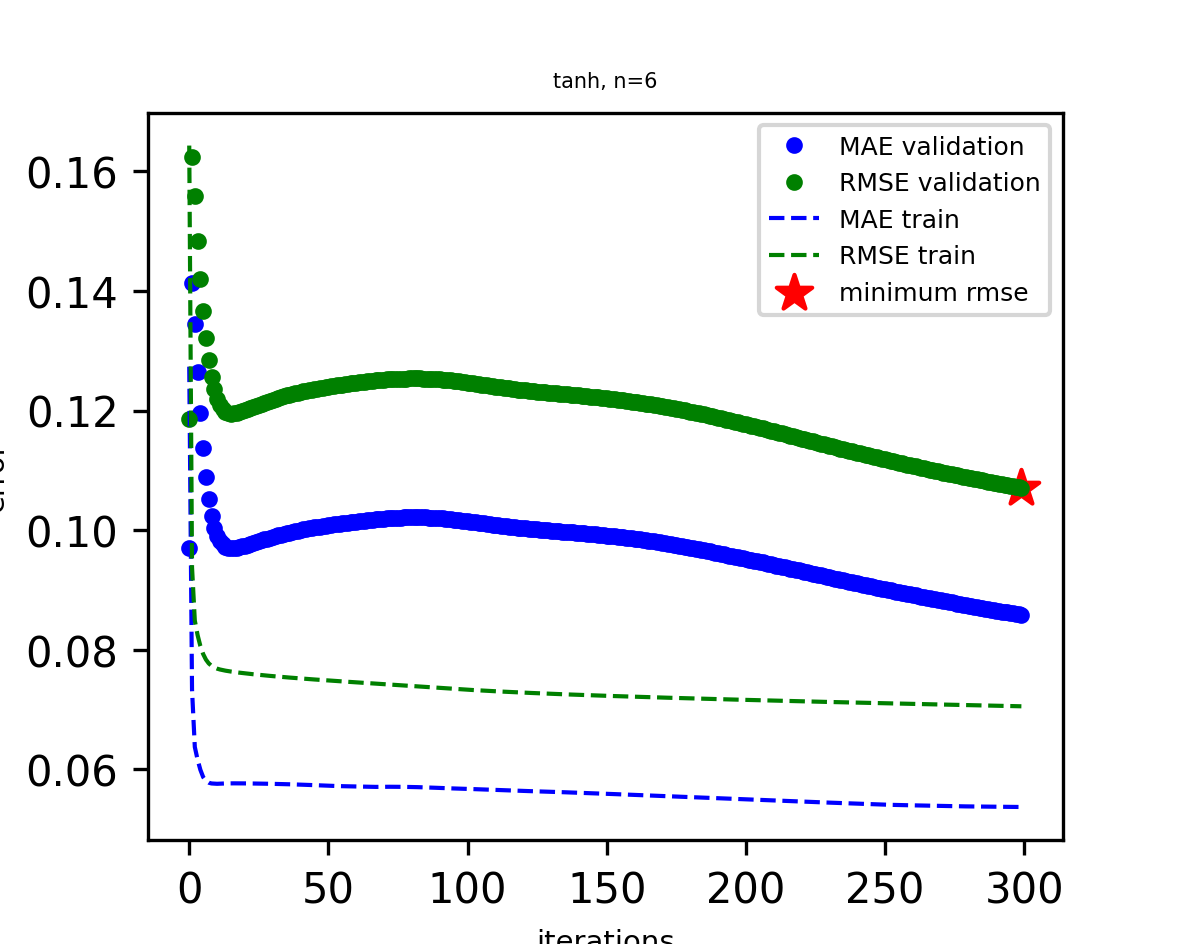 tanh, n=6
0.16
0.14
0.12
0.10
0.08
0.06
MAE validation
RMSE validation
MAE train
RMSE train
minimum rmse
0 50 100 150 200 250 300
iterations